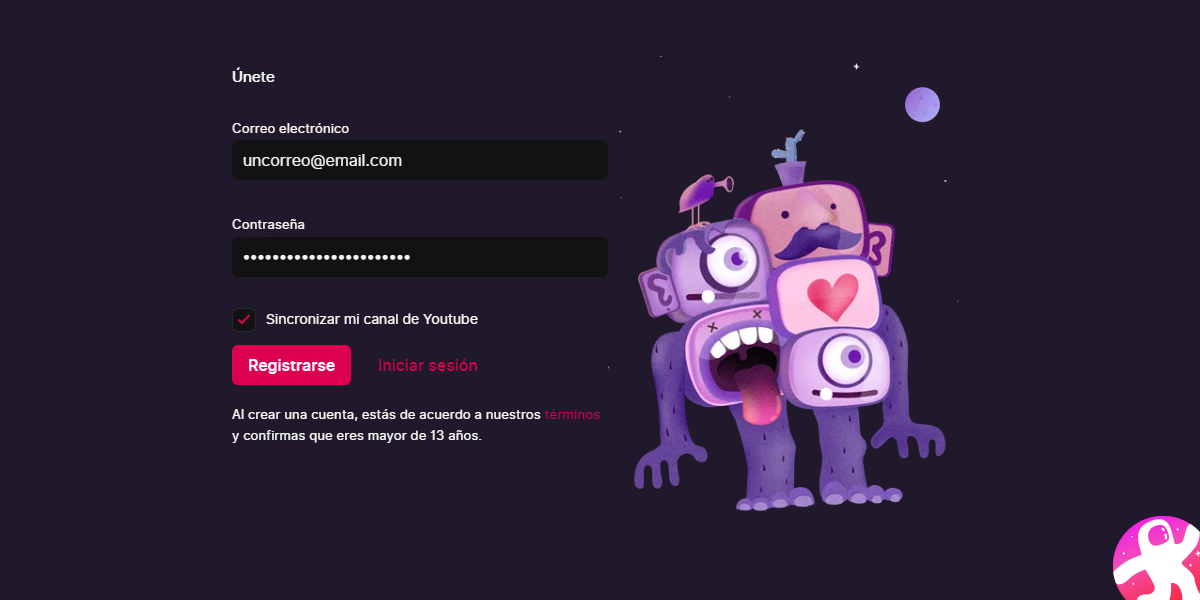 Únete
Correo electrónico
uncorreo@email.com
Contraseña
•••••••••••••••••••••••
Sincronizar mi canal de Youtube
Registrarse Iniciar sesión
Al crear una cuenta, estás de acuerdo a nuestros términos
y confirmas que eres mayor de 13 años.